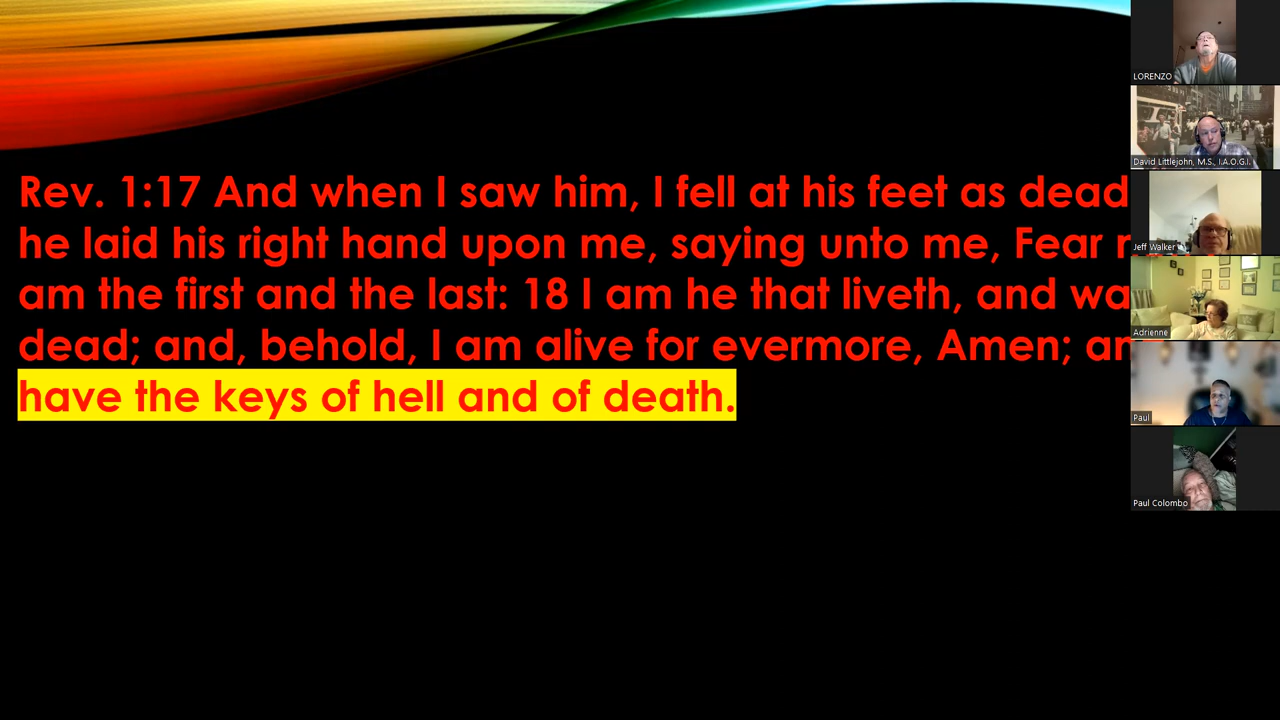 Rev. 1:17 And when I saw him, I fell at his feet as dead
he laid his right hand upon me, saying unto me, Fear
am the first and the last: 18 I am he that liveth, and
dead; and, behold, I am alive for evermore, Amen;
have the keys of hell and of death.
LORENZO
David Littlejohn, M.S., I.A.O.G.I.
Jeff Walker
Adrienne
Paul
Paul Colombo